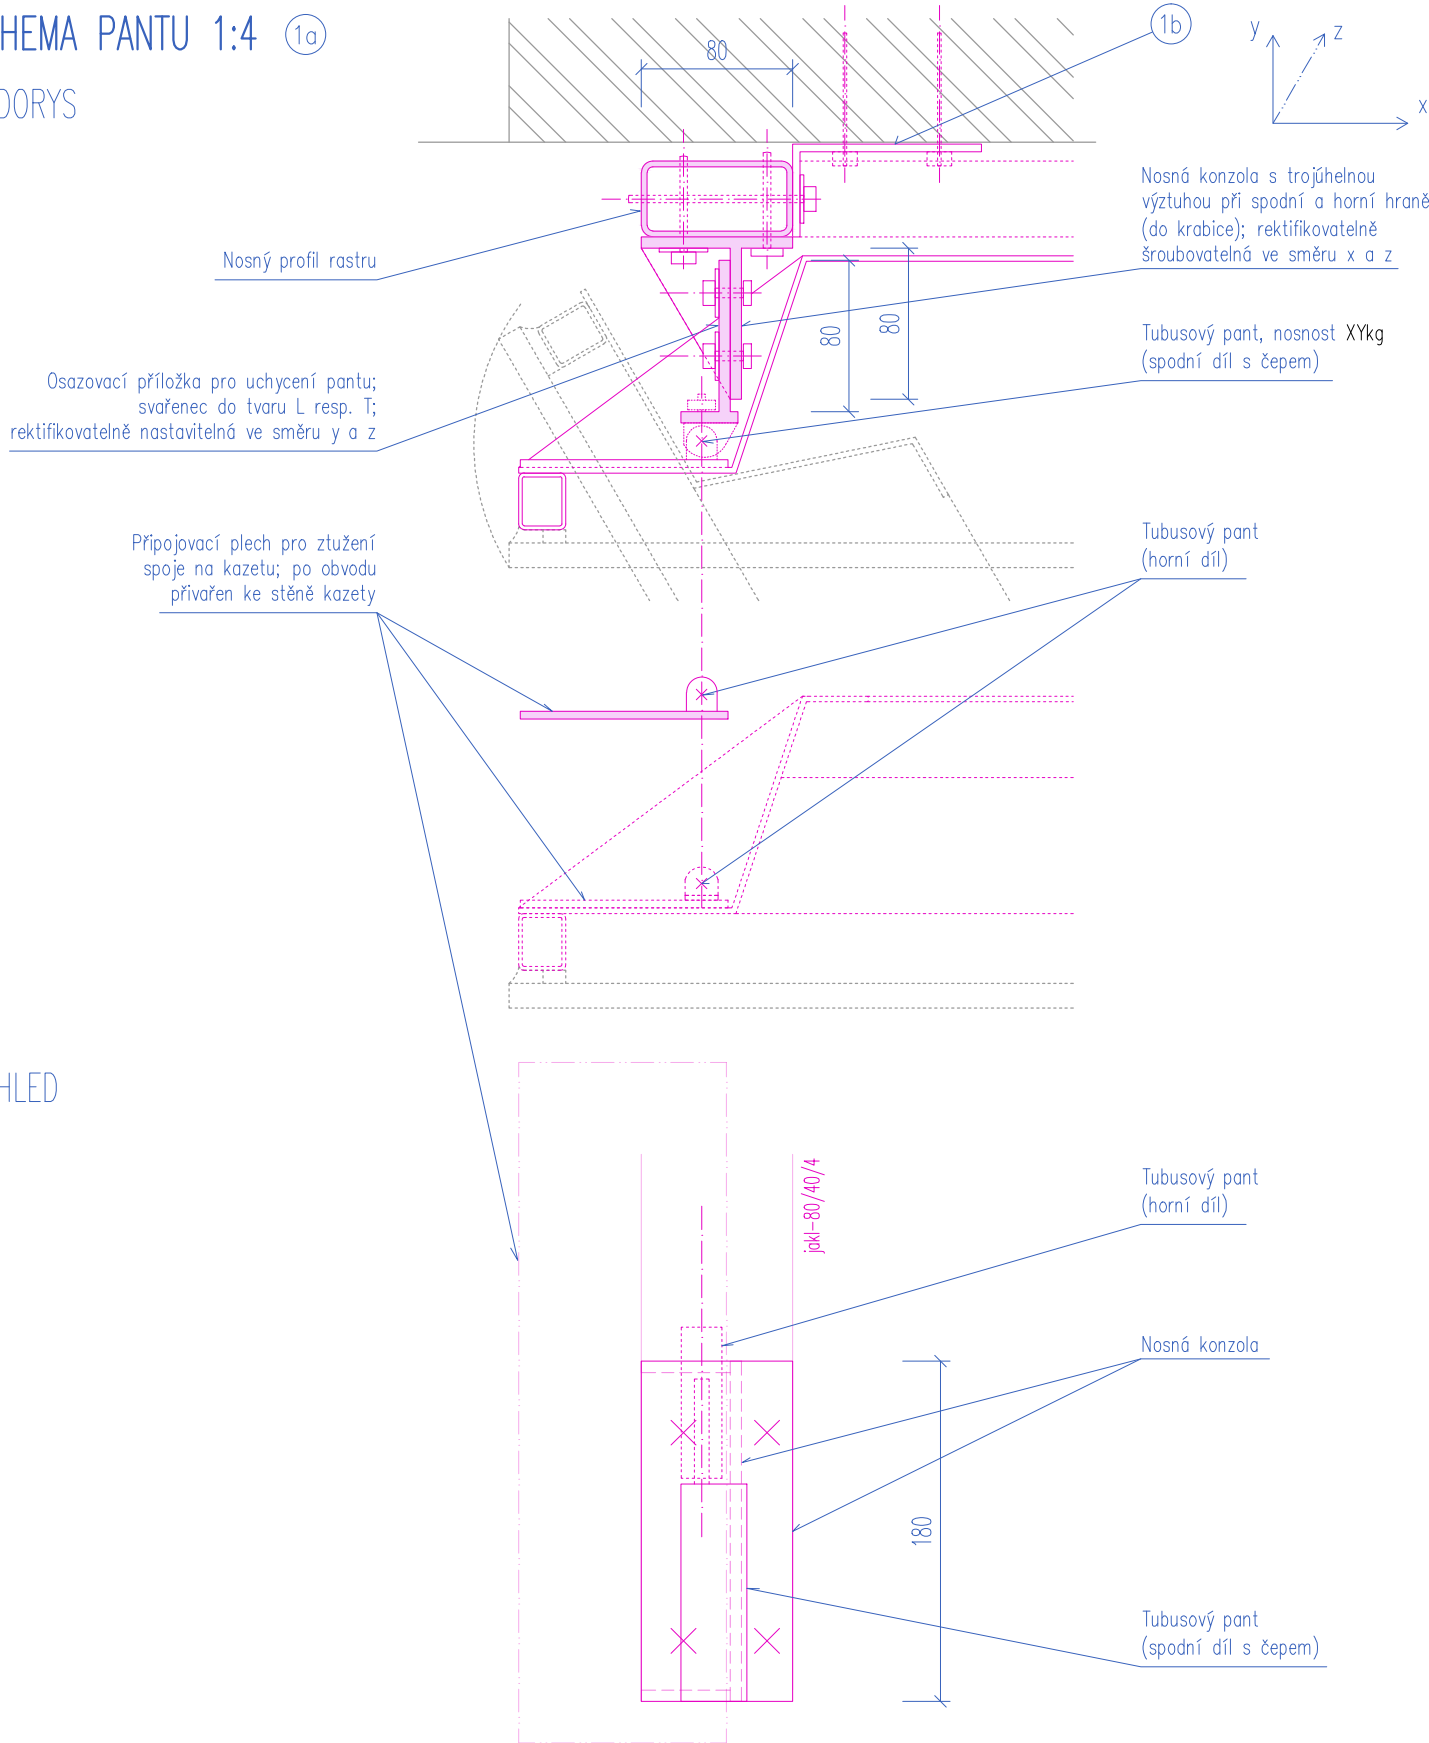 HEMA PANTU 1:4
1a
1b
y
z
x
DORYS
80
Nosná konzola s trojúhelnou
výztuhou při spodní a horní hraně
(do krabice); rektifikovatelně
šroubovatelná ve směru x a z
Nosný profil rastru
80
80
Tubusový pant, nosnost XYkg
(spodní díl s čepem)
Osazovací příložka pro uchycení pantu;
svařenec do tvaru L resp. T;
rektifikovatelně nastavitelná ve směru y a z
Tubusový pant
(horní díl)
Připojovací plech pro ztužení
spoje na kazetu; po obvodu
přivařen ke stěně kazety
HLED
jakl-80/40/4
Tubusový pant
(horní díl)
Nosná konzola
180
Tubusový pant
(spodní díl s čepem)